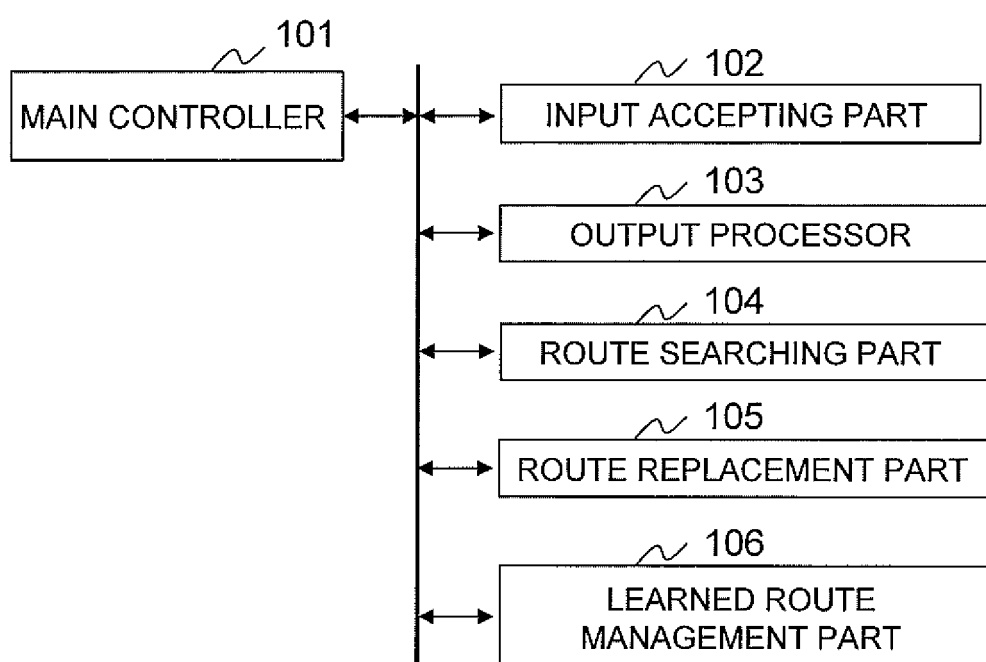 101
MAIN CONTROLLER
102
INPUT ACCEPTING PART
103
OUTPUT PROCESSOR
104
ROUTE SEARCHING PART
105
ROUTE REPLACEMENT PART
106
LEARNED ROUTE
MANAGEMENT PART